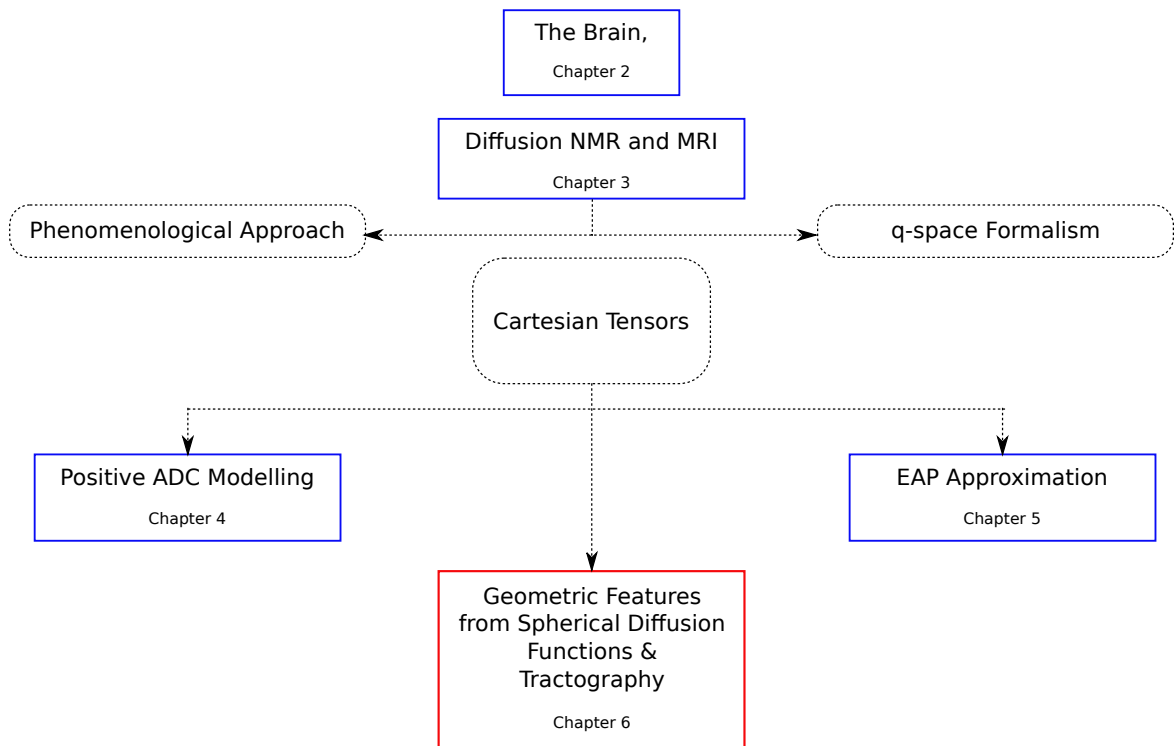 The Brain,
Chapter 2
Diffusion NMR and MRI
Chapter 3
Phenomenological Approach
q-space Formalism
Cartesian Tensors
Positive ADC Modelling
Chapter 4
EAP Approximation
Chapter 5
Geometric Features
from Spherical Diffusion
Functions &
Tractography
Chapter 6